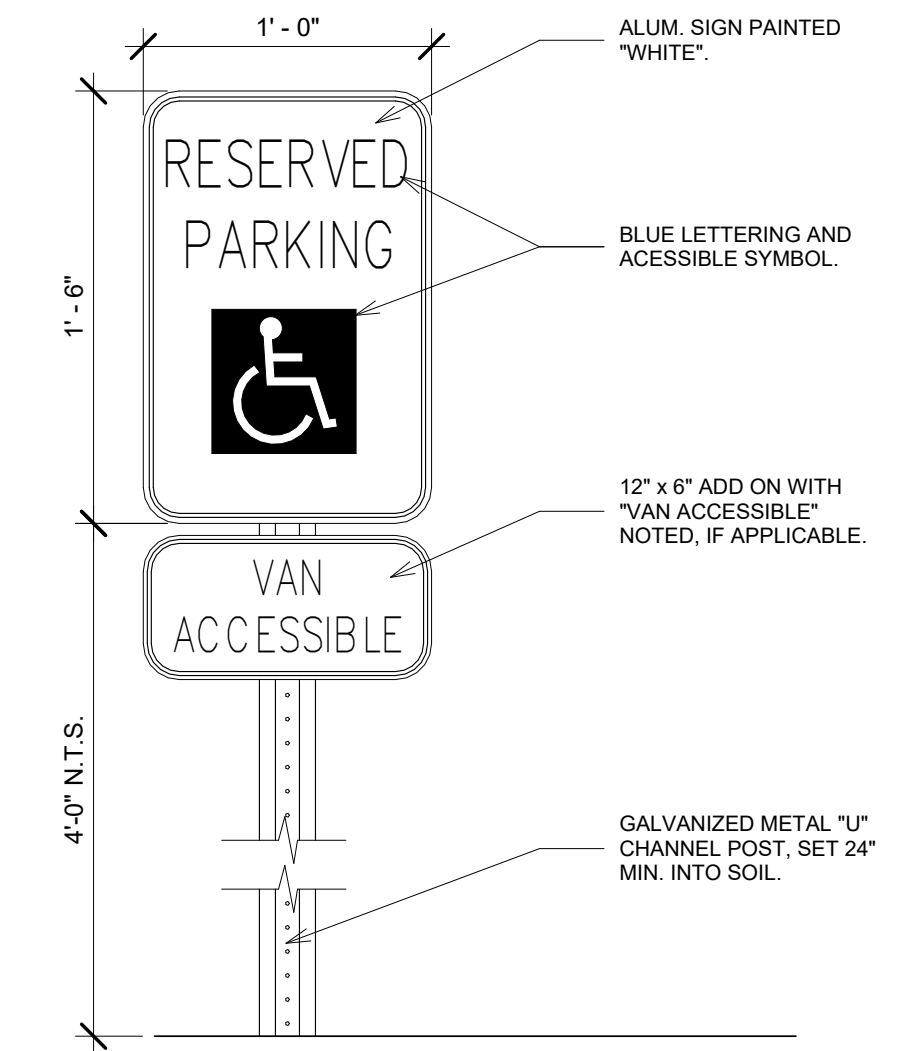 1' - 0"
ALUM. SIGN PAINTED
"WHITE".
RESERVED
PARKING
BLUE LETTERING AND
ACESSIBLE SYMBOL.
1' - 6"
12" x 6" ADD ON WITH
"VAN ACCESSIBLE"
NOTED, IF APPLICABLE.
VAN
ACCESSIBLE
4'-0" N.T.S.
GALVANIZED METAL "U"
CHANNEL POST, SET 24"
MIN. INTO SOIL.